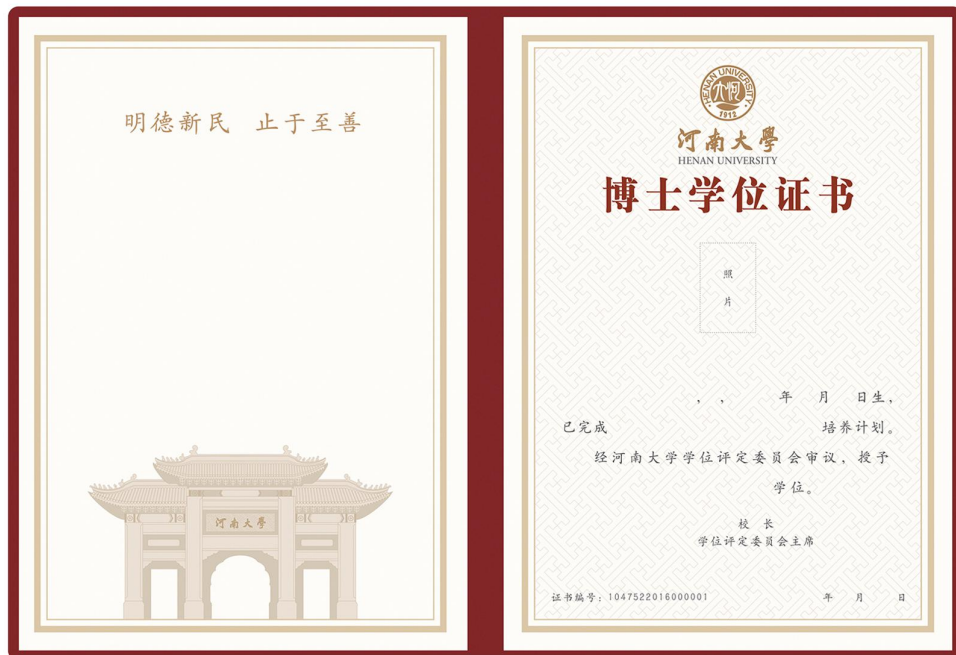 明德新民 止于至善
河南大學
HENAN UNIVERSITY
1912
河南大學
HENAN UNIVERSITY
博士学位证书
照
片
， ， 年 月 日生，
已完成 培养计划。
经河南大学学位评定委员会审议，授予
学位。
校 长
学位评定委员会主席
证书编号：1047522016000001 年 月 日